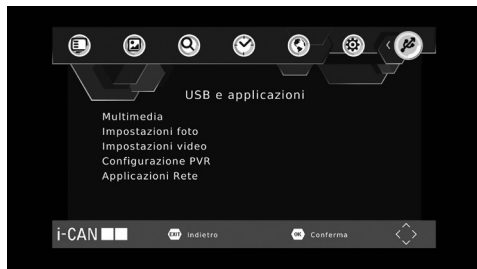 USB e applicazioni
Multimedia
Impostazioni foto
Impostazioni video
Configurazione PVR
Applicazioni Rete
i-CAN EXIT Indietro OK Conferma